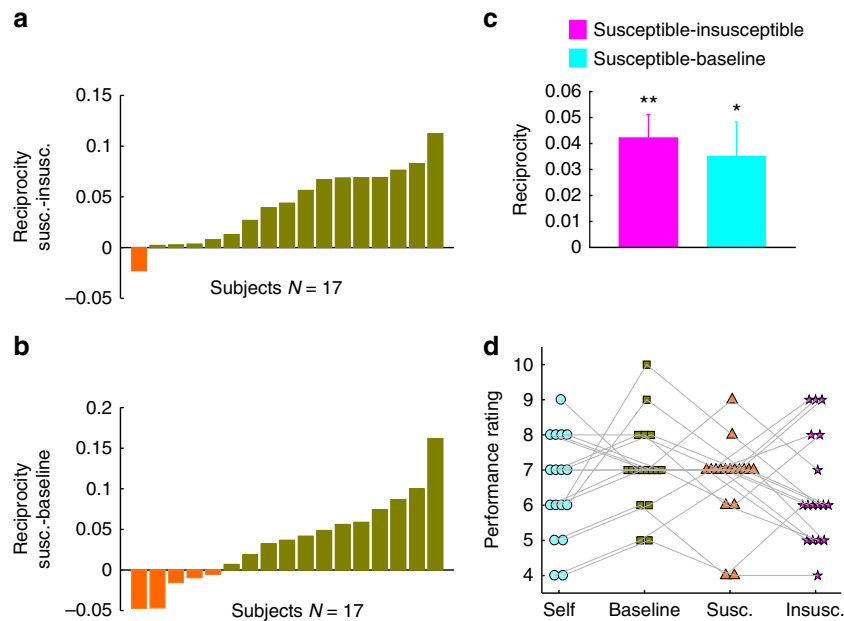 a
0.15
0.1
0.05
0
–0.05
Reciprocity
susc.-insusc.
Subjects N = 17
b
0.2
0.15
0.1
0.05
0
–0.05
Reciprocity
susc.-baseline
Subjects N = 17
c
Susceptible-insusceptible
Susceptible-baseline
0.06
0.05
0.04
0.03
0.02
0.01
0
Reciprocity
**
*
d
10
9
8
7
6
5
4
Performance rating
Self Baseline Susc. Insusc.